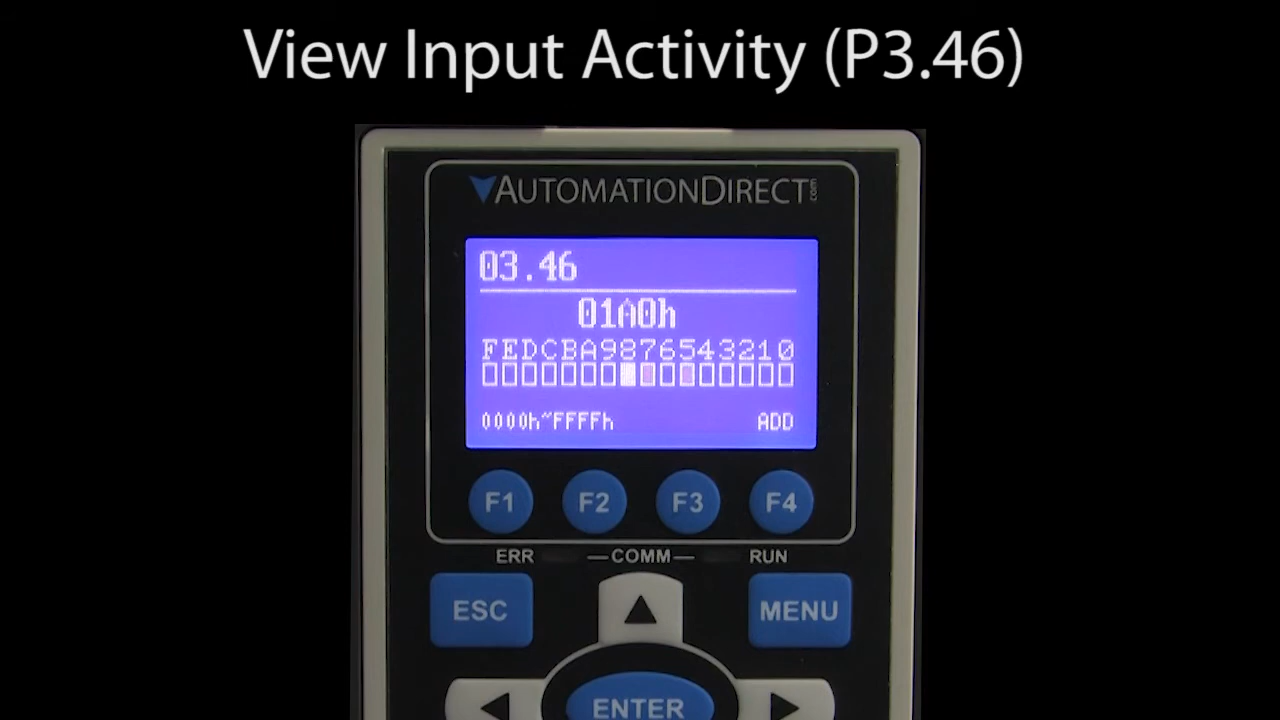 View Input Activity (P3.46)
AUTOMATIONDIRECT.com
03.46
01A0h
FEDCBA9876543210
0000h~FFFFh ADD
F1 F2 F3 F4
ERR COMM RUN
ESC MENU
ENTER